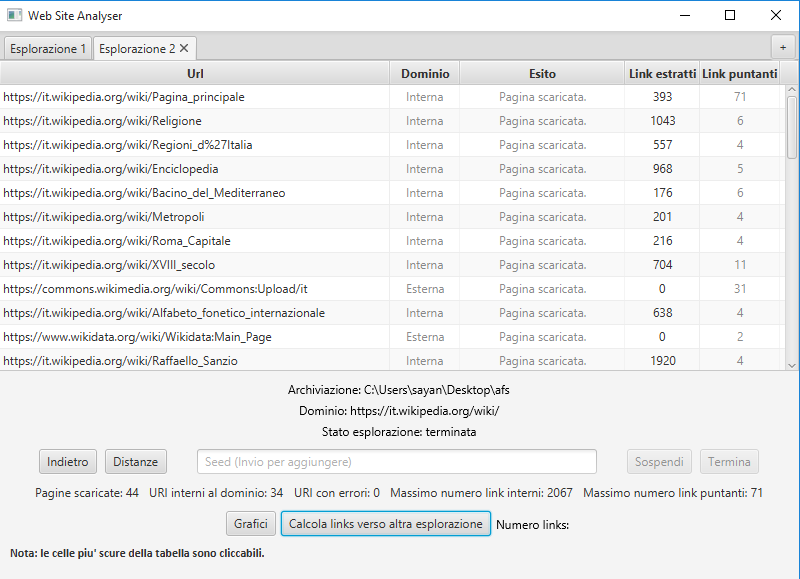 Web Site Analyser
Esplorazione 1 Esplorazione 2 ✕ +
Url Dominio Esito Link estratti Link puntanti
https://it.wikipedia.org/wiki/Pagina_principale Interna Pagina scaricata. 393 71
https://it.wikipedia.org/wiki/Religione Interna Pagina scaricata. 1043 6
https://it.wikipedia.org/wiki/Regioni_d%27Italia Interna Pagina scaricata. 557 4
https://it.wikipedia.org/wiki/Enciclopedia Interna Pagina scaricata. 968 5
https://it.wikipedia.org/wiki/Bacino_del_Mediterraneo Interna Pagina scaricata. 176 6
https://it.wikipedia.org/wiki/Metropoli Interna Pagina scaricata. 201 4
https://it.wikipedia.org/wiki/Roma_Capitale Interna Pagina scaricata. 216 4
https://it.wikipedia.org/wiki/XVIII_secolo Interna Pagina scaricata. 704 11
https://commons.wikimedia.org/wiki/Commons:Upload/it Esterna Pagina scaricata. 0 31
https://it.wikipedia.org/wiki/Alfabeto_fonetico_internazionale Interna Pagina scaricata. 638 4
https://www.wikidata.org/wiki/Wikidata:Main_Page Esterna Pagina scaricata. 0 2
https://it.wikipedia.org/wiki/Raffaello_Sanzio Interna Pagina scaricata. 1920 4
Archiviazione: C:\Users\sayan\Desktop\afs
Dominio: https://it.wikipedia.org/wiki/
Stato esplorazione: terminata
Indietro Distanze Seed (Invio per aggiungere) Sospendi Termina
Pagine scaricate: 44 URI interni al dominio: 34 URI con errori: 0 Massimo numero link interni: 2067 Massimo numero link puntanti: 71
Grafici Calcola links verso altra esplorazione Numero links:
Nota: le celle piu' scure della tabella sono cliccabili.